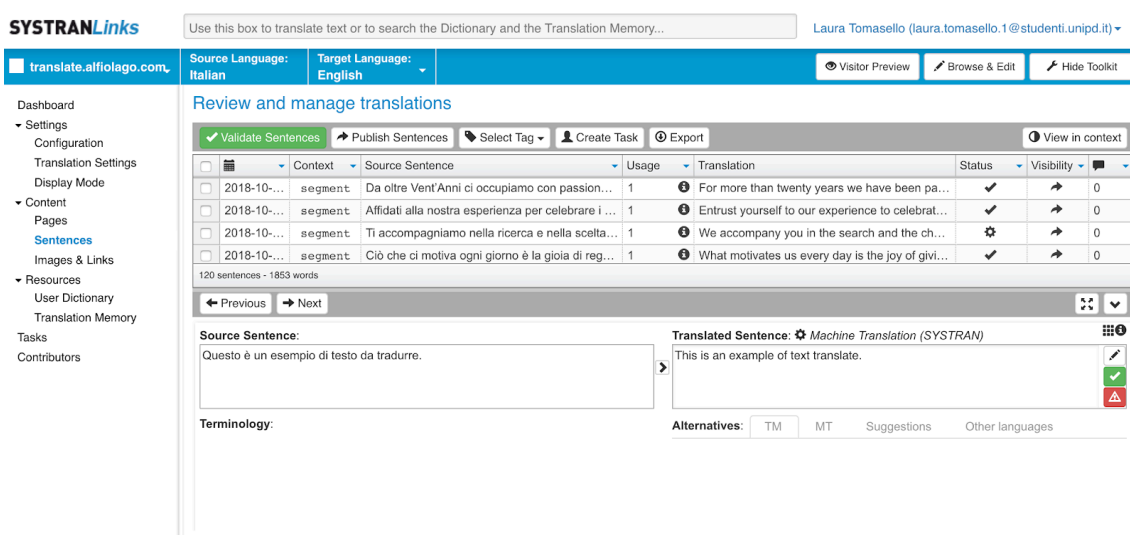 SYSTRANLinks
Use this box to translate text or to search the Dictionary and the Translation Memory...
Laura Tomasello (laura.tomasello.1@studenti.unipd.it)
translate.alfiolago.com
Source Language:
Italian
Target Language:
English
Visitor Preview
Browse & Edit
Hide Toolkit
Dashboard
Settings
Configuration
Translation Settings
Display Mode
Content
Pages
Sentences
Images & Links
Resources
User Dictionary
Translation Memory
Tasks
Contributors
Review and manage translations
Validate Sentences Publish Sentences Select Tag Create Task Export View in context
Context Source Sentence Usage Translation Status Visibility
2018-10-... segment Da oltre Vent'Anni ci occupiamo con passion... 1 For more than twenty years we have been pa... 0
2018-10-... segment Affidati alla nostra esperienza per celebrare i ... 1 Entrust yourself to our experience to celebrat... 0
2018-10-... segment Ti accompagniamo nella ricerca e nella scelta... 1 We accompany you in the search and the ch... 0
2018-10-... segment Ciò che ci motiva ogni giorno è la gioia di reg... 1 What motivates us every day is the joy of givi... 0
120 sentences - 1853 words
Previous Next
Source Sentence:
Questo è un esempio di testo da tradurre.
Terminology:
Translated Sentence: Machine Translation (SYSTRAN)
This is an example of text translate.
Alternatives: TM MT Suggestions Other languages